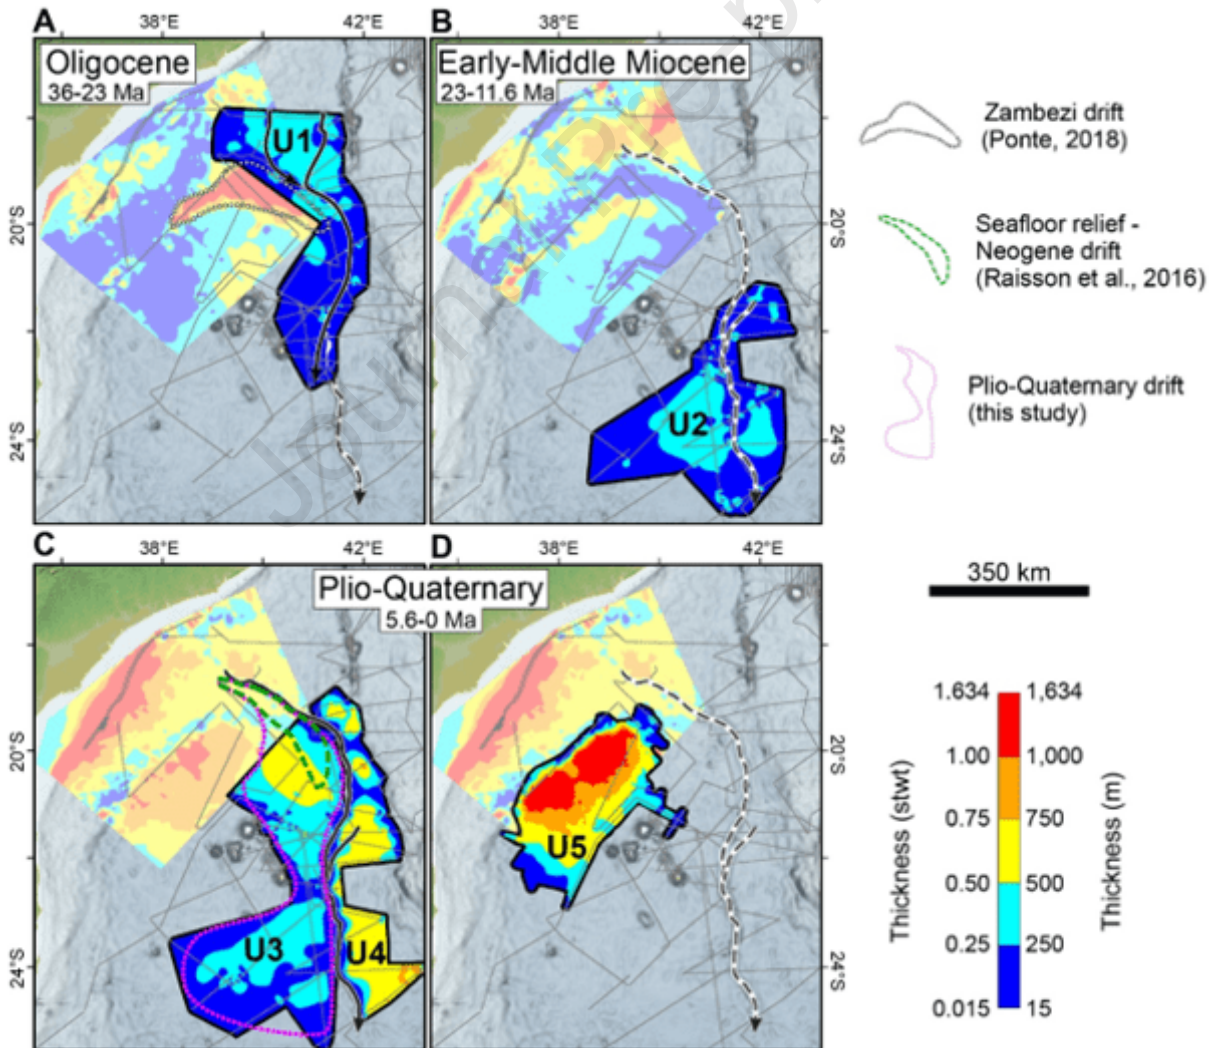 A
38°E
42°E
B
38°E
42°E
Oligocene
36-23 Ma
Early-Middle Miocene
23-11.6 Ma
U1
U2
20°S
24°S
20°S
24°S
Zambezi drift
(Ponte, 2018)
Seafloor relief -
Neogene drift
(Raisson et al., 2016)
Plio-Quaternary drift
(this study)
C
38°E
42°E
D
38°E
42°E
Plio-Quaternary
5.6-0 Ma
U3
U4
U5
20°S
24°S
20°S
24°S
350 km
Thickness (stwt)
1.634
1.00
0.75
0.50
0.25
0.015
1,634
1,000
750
500
250
15
Thickness (m)